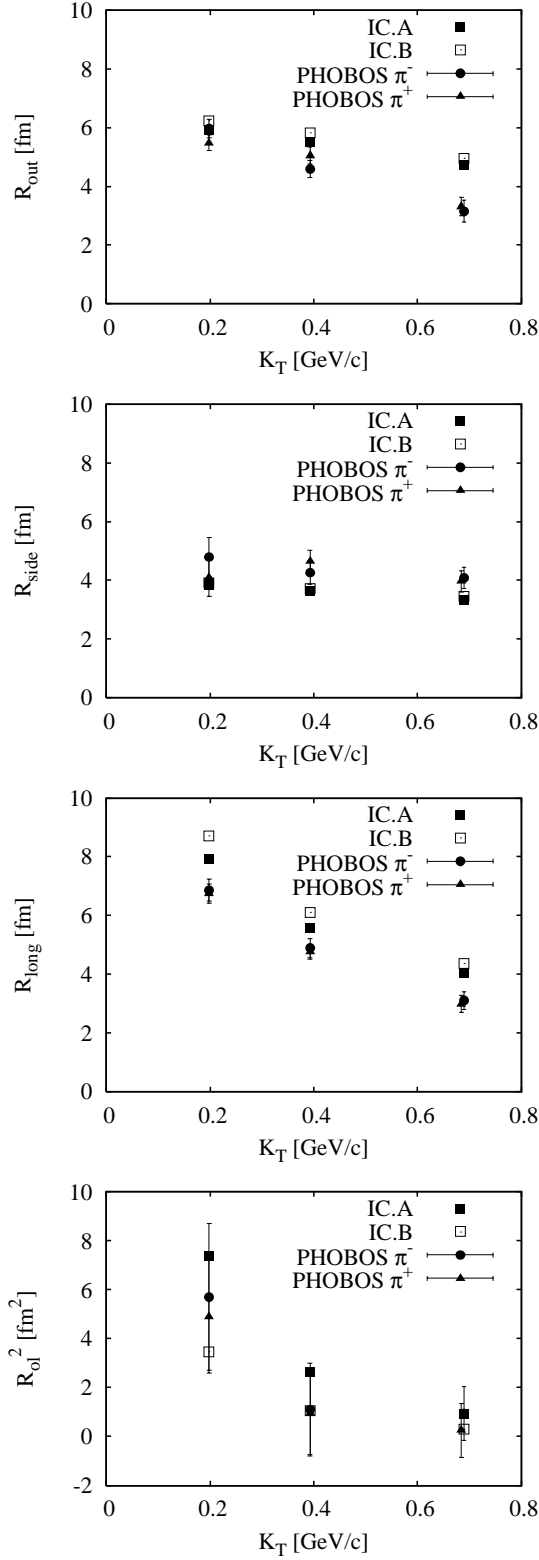 10
8
6
4
2
0
R_out [fm]
IC.A
IC.B
PHOBOS π^-
PHOBOS π^+
0 0.2 0.4 0.6 0.8
K_T [GeV/c]
10
8
6
4
2
0
R_side [fm]
IC.A
IC.B
PHOBOS π^-
PHOBOS π^+
0 0.2 0.4 0.6 0.8
K_T [GeV/c]
10
8
6
4
2
0
R_long [fm]
IC.A
IC.B
PHOBOS π^-
PHOBOS π^+
0 0.2 0.4 0.6 0.8
K_T [GeV/c]
10
8
6
4
2
0
-2
R_ol^2 [fm^2]
IC.A
IC.B
PHOBOS π^-
PHOBOS π^+
0 0.2 0.4 0.6 0.8
K_T [GeV/c]